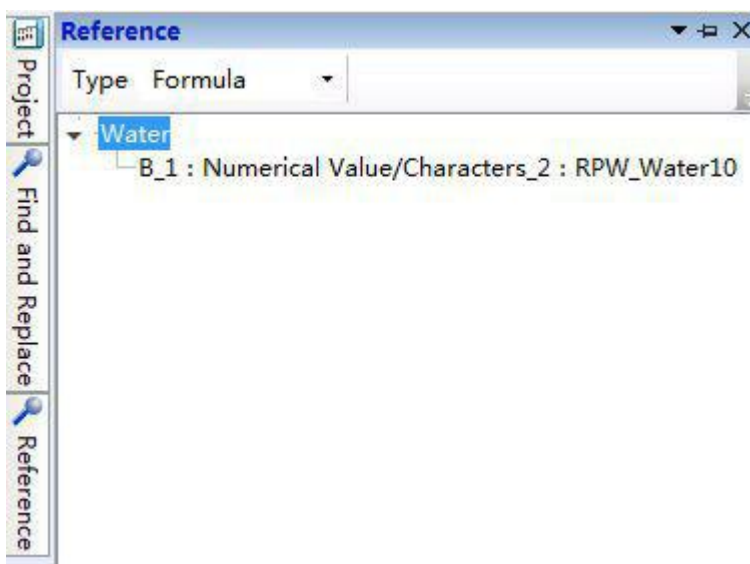 Reference
Type Formula
Water
B_1 : Numerical Value/Characters_2 : RPW_Water10
Project
Find and Replace
Reference